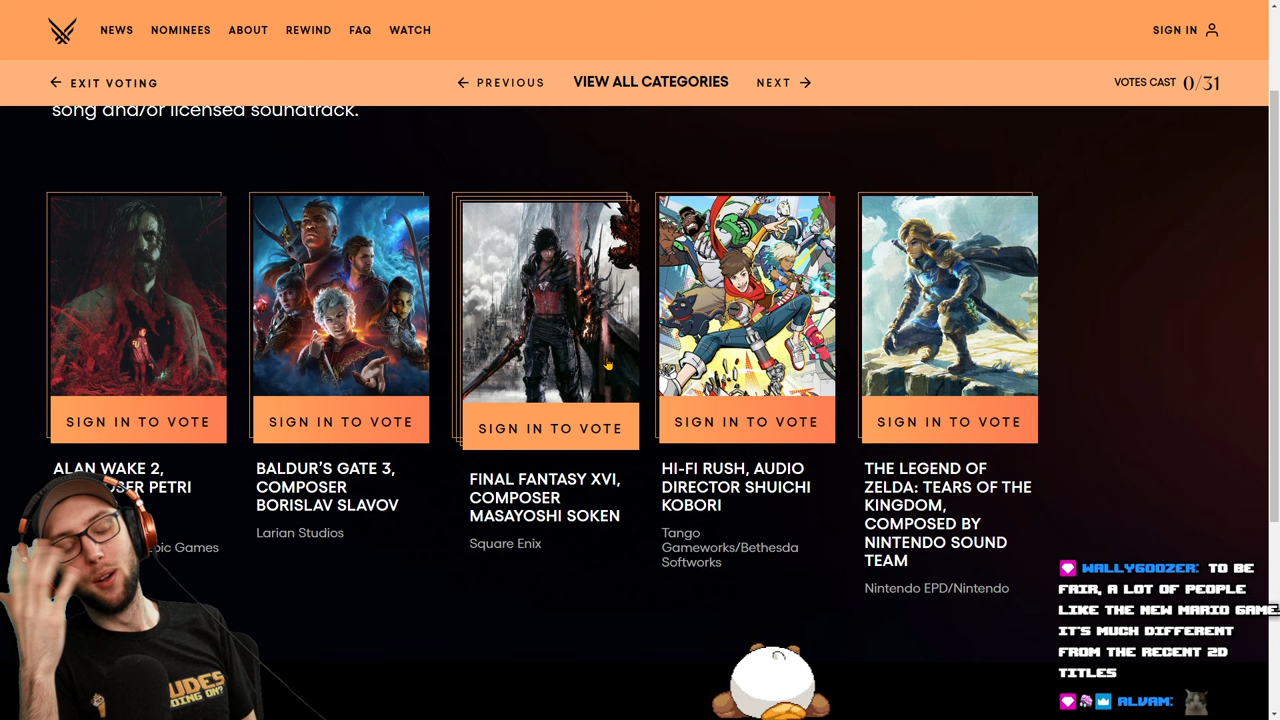 NEWS NOMINEES ABOUT REWIND FAQ WATCH SIGN IN
EXIT VOTING PREVIOUS VIEW ALL CATEGORIES NEXT VOTES CAST 0/31
song and/or licensed soundtrack.
SIGN IN TO VOTE
ALAN WAKE 2,
PETRI
Epic Games
SIGN IN TO VOTE
BALDUR'S GATE 3,
COMPOSER
BORISLAV SLAVOV
Larian Studios
SIGN IN TO VOTE
FINAL FANTASY XVI,
COMPOSER
MASAYOSHI SOKEN
Square Enix
SIGN IN TO VOTE
HI-FI RUSH, AUDIO
DIRECTOR SHUICHI
KOBORI
Tango
Gameworks/Bethesda
Softworks
SIGN IN TO VOTE
THE LEGEND OF
ZELDA: TEARS OF THE
KINGDOM,
COMPOSED BY
NINTENDO SOUND
TEAM
Nintendo EPD/Nintendo
WALLYGOOZER: TO BE
FAIR, A LOT OF PEOPLE
LIKE THE NEW MARIO GAME.
IT'S MUCH DIFFERENT
FROM THE RECENT 2D
TITLES
ALVAM: